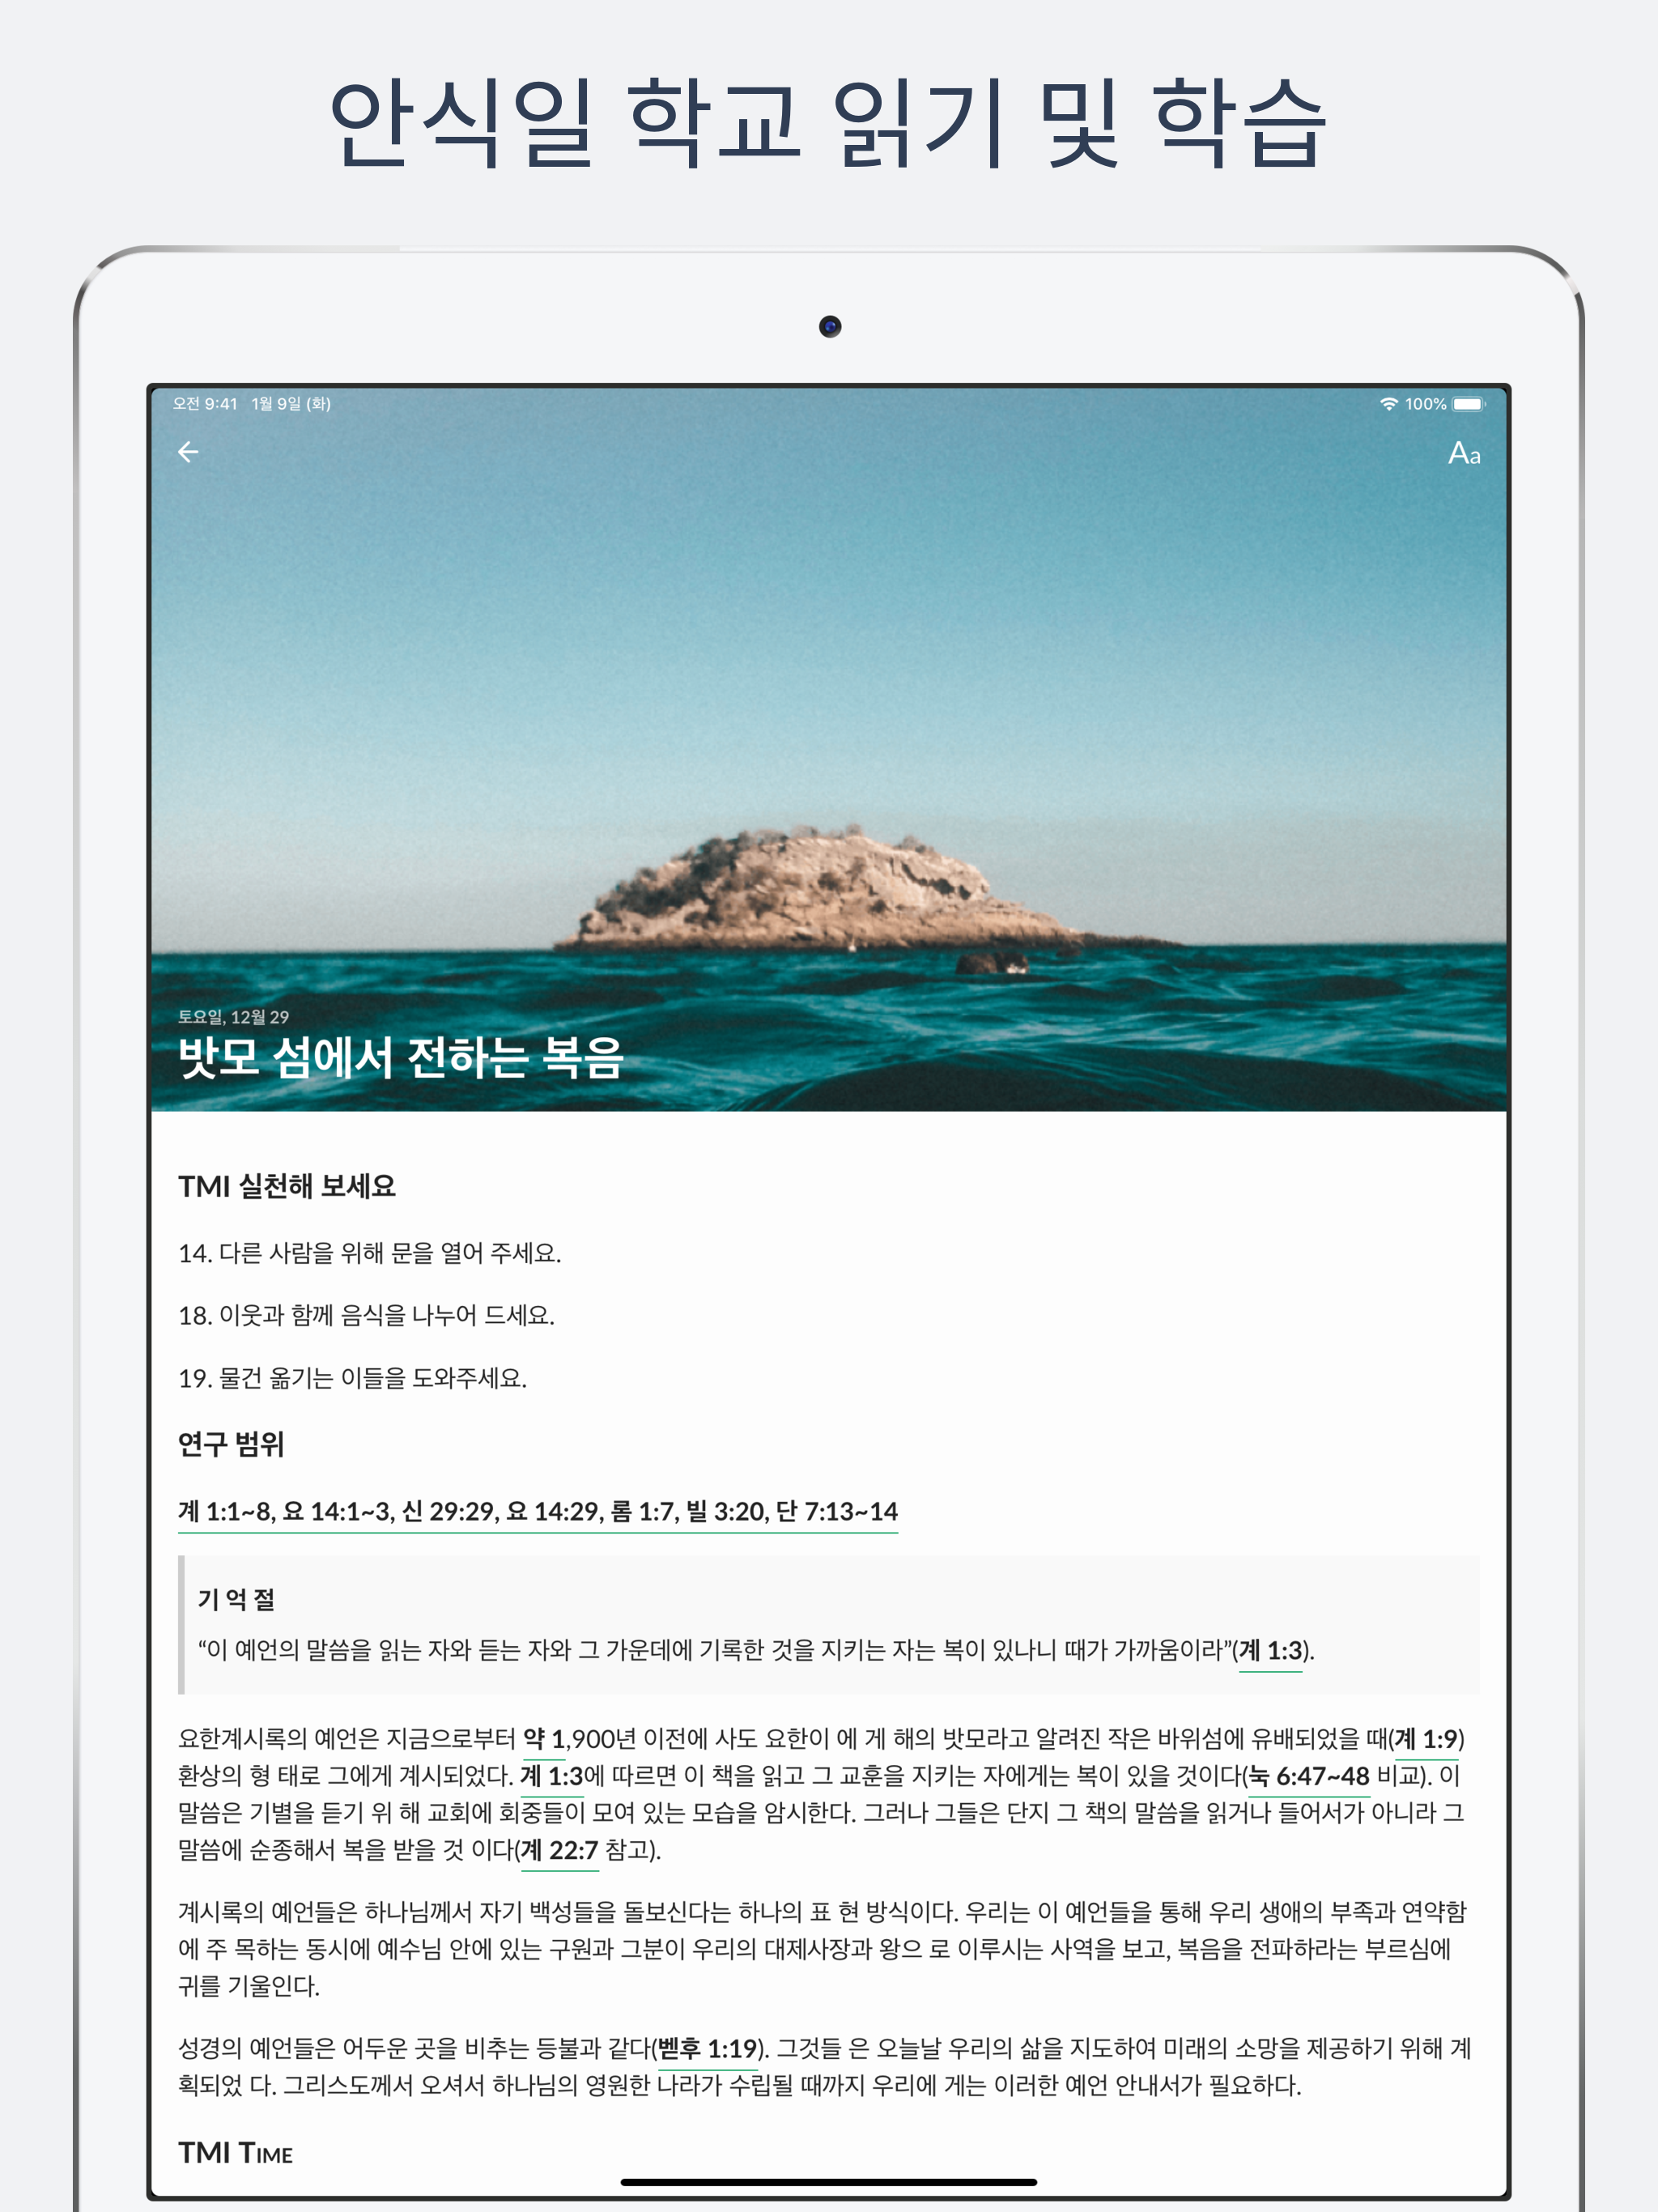 안식일 학교 읽기 및 학습
오전 9:41 1월 9일 (화)
100%
Aa
토요일, 12월 29
밧모 섬에서 전하는 복음
TMI 실천해 보세요
14. 다른 사람을 위해 문을 열어 주세요.
18. 이웃과 함께 음식을 나누어 드세요.
19. 물건 옮기는 이들을 도와주세요.
연구 범위
계 1:1~8, 요 14:1~3, 신 29:29, 요 14:29, 롬 1:7, 빌 3:20, 단 7:13~14
기 억 절
“이 예언의 말씀을 읽는 자와 듣는 자와 그 가운데에 기록한 것을 지키는 자는 복이 있나니 때가 가까움이라”(계 1:3).
요한계시록의 예언은 지금으로부터 약 1,900년 이전에 사도 요한이 에 게 해의 밧모라고 알려진 작은 바위섬에 유배되었을 때(계 1:9)
환상의 형 태로 그에게 계시되었다. 계 1:3에 따르면 이 책을 읽고 그 교훈을 지키는 자에게는 복이 있을 것이다(눅 6:47~48 비교). 이
말씀은 기별을 듣기 위 해 교회에 회중들이 모여 있는 모습을 암시한다. 그러나 그들은 단지 그 책의 말씀을 읽거나 들어서가 아니라 그
말씀에 순종해서 복을 받을 것 이다(계 22:7 참고).
계시록의 예언들은 하나님께서 자기 백성들을 돌보신다는 하나의 표 현 방식이다. 우리는 이 예언들을 통해 우리 생애의 부족과 연약함
에 주 목하는 동시에 예수님 안에 있는 구원과 그분이 우리의 대제사장과 왕으 로 이루시는 사역을 보고, 복음을 전파하라는 부르심에
귀를 기울인다.
성경의 예언들은 어두운 곳을 비추는 등불과 같다(벧후 1:19). 그것들 은 오늘날 우리의 삶을 지도하여 미래의 소망을 제공하기 위해 계
획되었 다. 그리스도께서 오셔서 하나님의 영원한 나라가 수립될 때까지 우리에 게는 이러한 예언 안내서가 필요하다.
TMI TIME